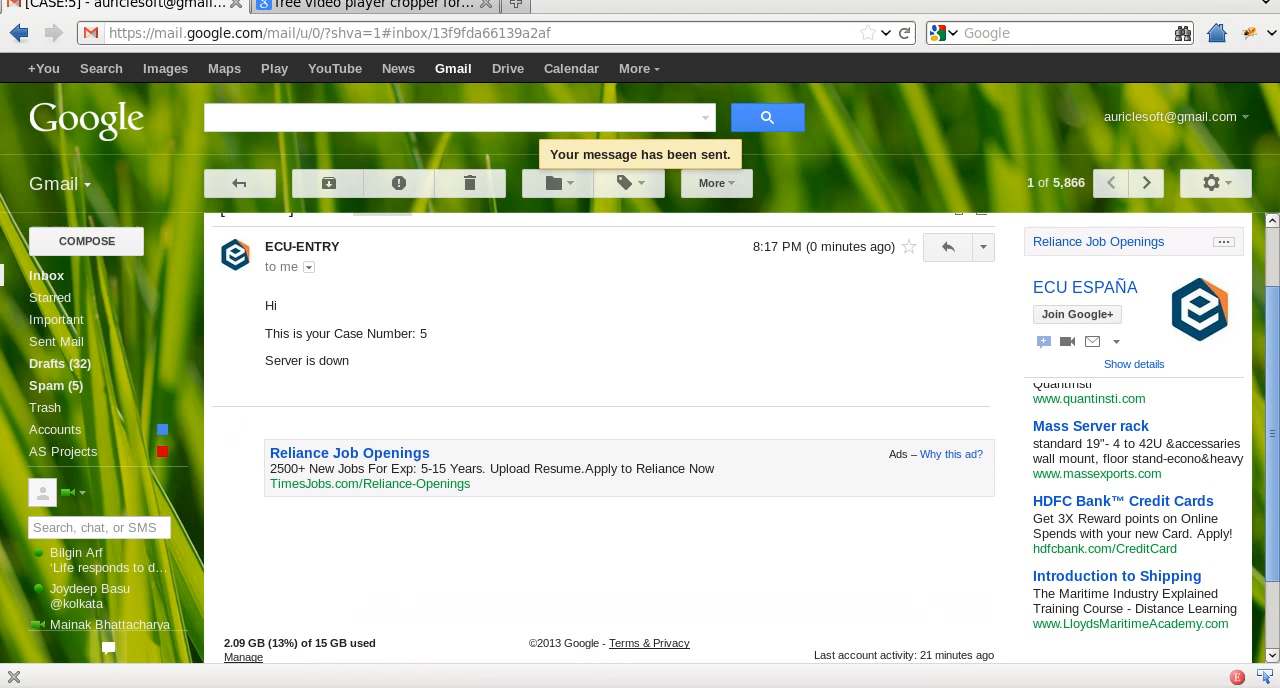 [CASE:5] - auriclesoft@gmail... free video player cropper for...
https://mail.google.com/mail/u/0/?shva=1#inbox/13f9fda66139a2af
Google
+You Search Images Maps Play YouTube News Gmail Drive Calendar More
Google
auriclesoft@gmail.com
Your message has been sent.
Gmail
More
1 of 5,866
COMPOSE
Inbox
Starred
Important
Sent Mail
Drafts (32)
Spam (5)
Trash
Accounts
AS Projects
Search, chat, or SMS
Bilgin Arf
'Life responds to d...
Joydeep Basu
@kolkata
Mainak Bhattacharya
ECU-ENTRY
8:17 PM (0 minutes ago)
to me
Hi
This is your Case Number: 5
Server is down
Reliance Job Openings
Ads – Why this ad?
2500+ New Jobs For Exp: 5-15 Years. Upload Resume.Apply to Reliance Now
TimesJobs.com/Reliance-Openings
2.09 GB (13%) of 15 GB used
Manage
©2013 Google - Terms & Privacy
Last account activity: 21 minutes ago
Reliance Job Openings
ECU ESPAÑA
Join Google+
Show details
QuantInsti
www.quantinsti.com
Mass Server rack
standard 19"- 4 to 42U &accessaries
wall mount, floor stand-econo&heavy
www.massexports.com
HDFC Bank™ Credit Cards
Get 3X Reward points on Online
Spends with your new Card. Apply!
hdfcbank.com/CreditCard
Introduction to Shipping
The Maritime Industry Explained
Training Course - Distance Learning
www.LloydsMaritimeAcademy.com